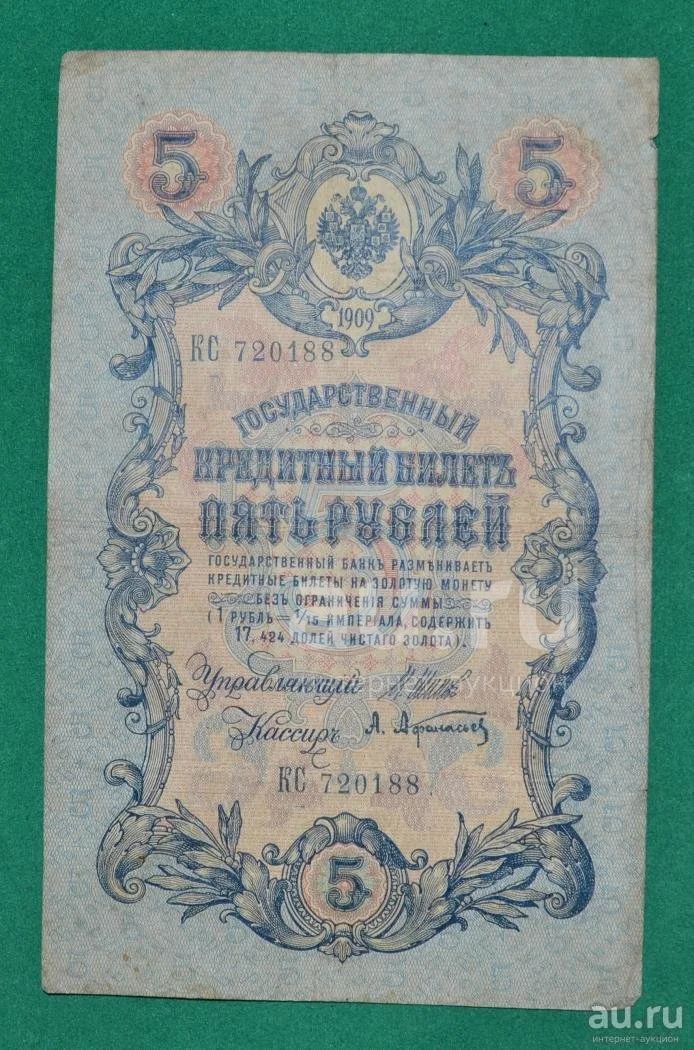 5 5
1909
КС 720188
ГОСУДАРСТВЕННЫЙ
КРЕДИТНЫЙ БИЛЕТЪ
ПЯТЬ РУБЛЕЙ
ГОСУДАРСТВЕННЫЙ БАНКЪ РАЗМѢНИВАЕТЪ
КРЕДИТНЫЕ БИЛЕТЫ НА ЗОЛОТУЮ МОНЕТУ
БЕЗЪ ОГРАНИЧЕНІЯ СУММЫ
(1 РУБЛЬ = 1/15 ИМПЕРІАЛА, СОДЕРЖИТЪ
17,424 ДОЛЕЙ ЧИСТАГО ЗОЛОТА).
Управляющій
Кассиръ А. Афанасьев
КС 720188
5
au.ru
интернет-аукцион